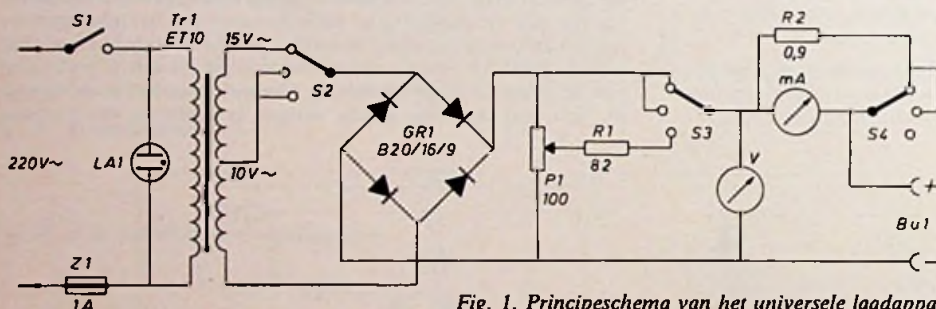 S1
Tr1
ET10
15V~
S2
220V~
LA1
10V~
GR1
B20/16/9
Z1
1A
P1
100
R1
82
S3
V
R2
0,9
mA
S4
+
Bu1
-
Fig. 1. Principeschema van het universele laadappa